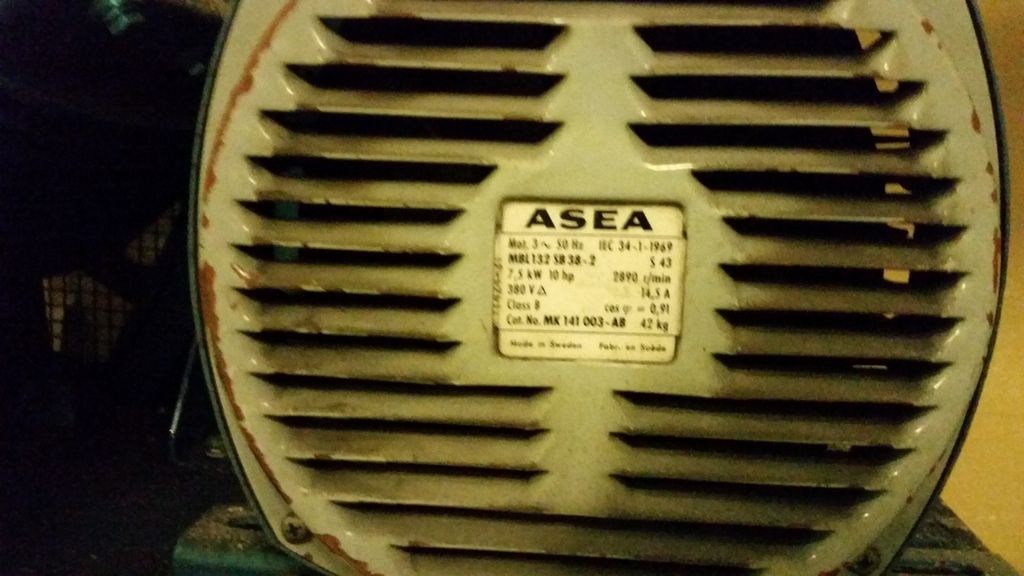 ASEA
Mot. 3 ~ 50 Hz IEC 34-1-1969
MBL132 SB 38-2 S 43
7,5 kW 10 hp 2890 r/min
380 V Δ 14,5 A
Class B cos φ = 0,91
Cat. No. MK 141 003-AB 42 kg
Made in Sweden Fabr. en Suède